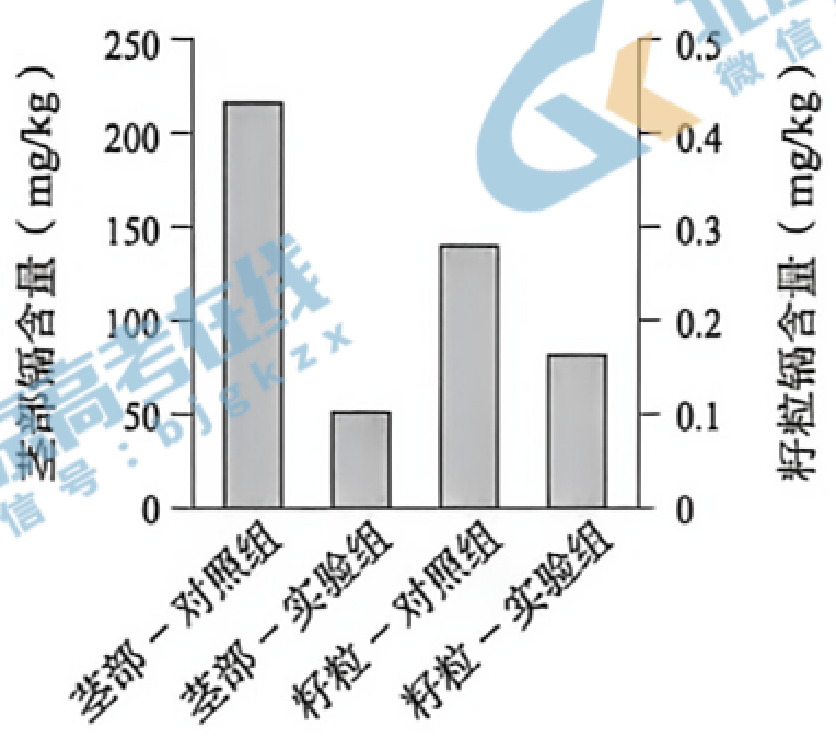 250
200
150
100
50
0
茎部镉含量（mg/kg）
0.5
0.4
0.3
0.2
0.1
0
籽粒镉含量（mg/kg）
茎部－对照组
茎部－实验组
籽粒－对照组
籽粒－实验组
高考在线
信号：bjgkzx
微信